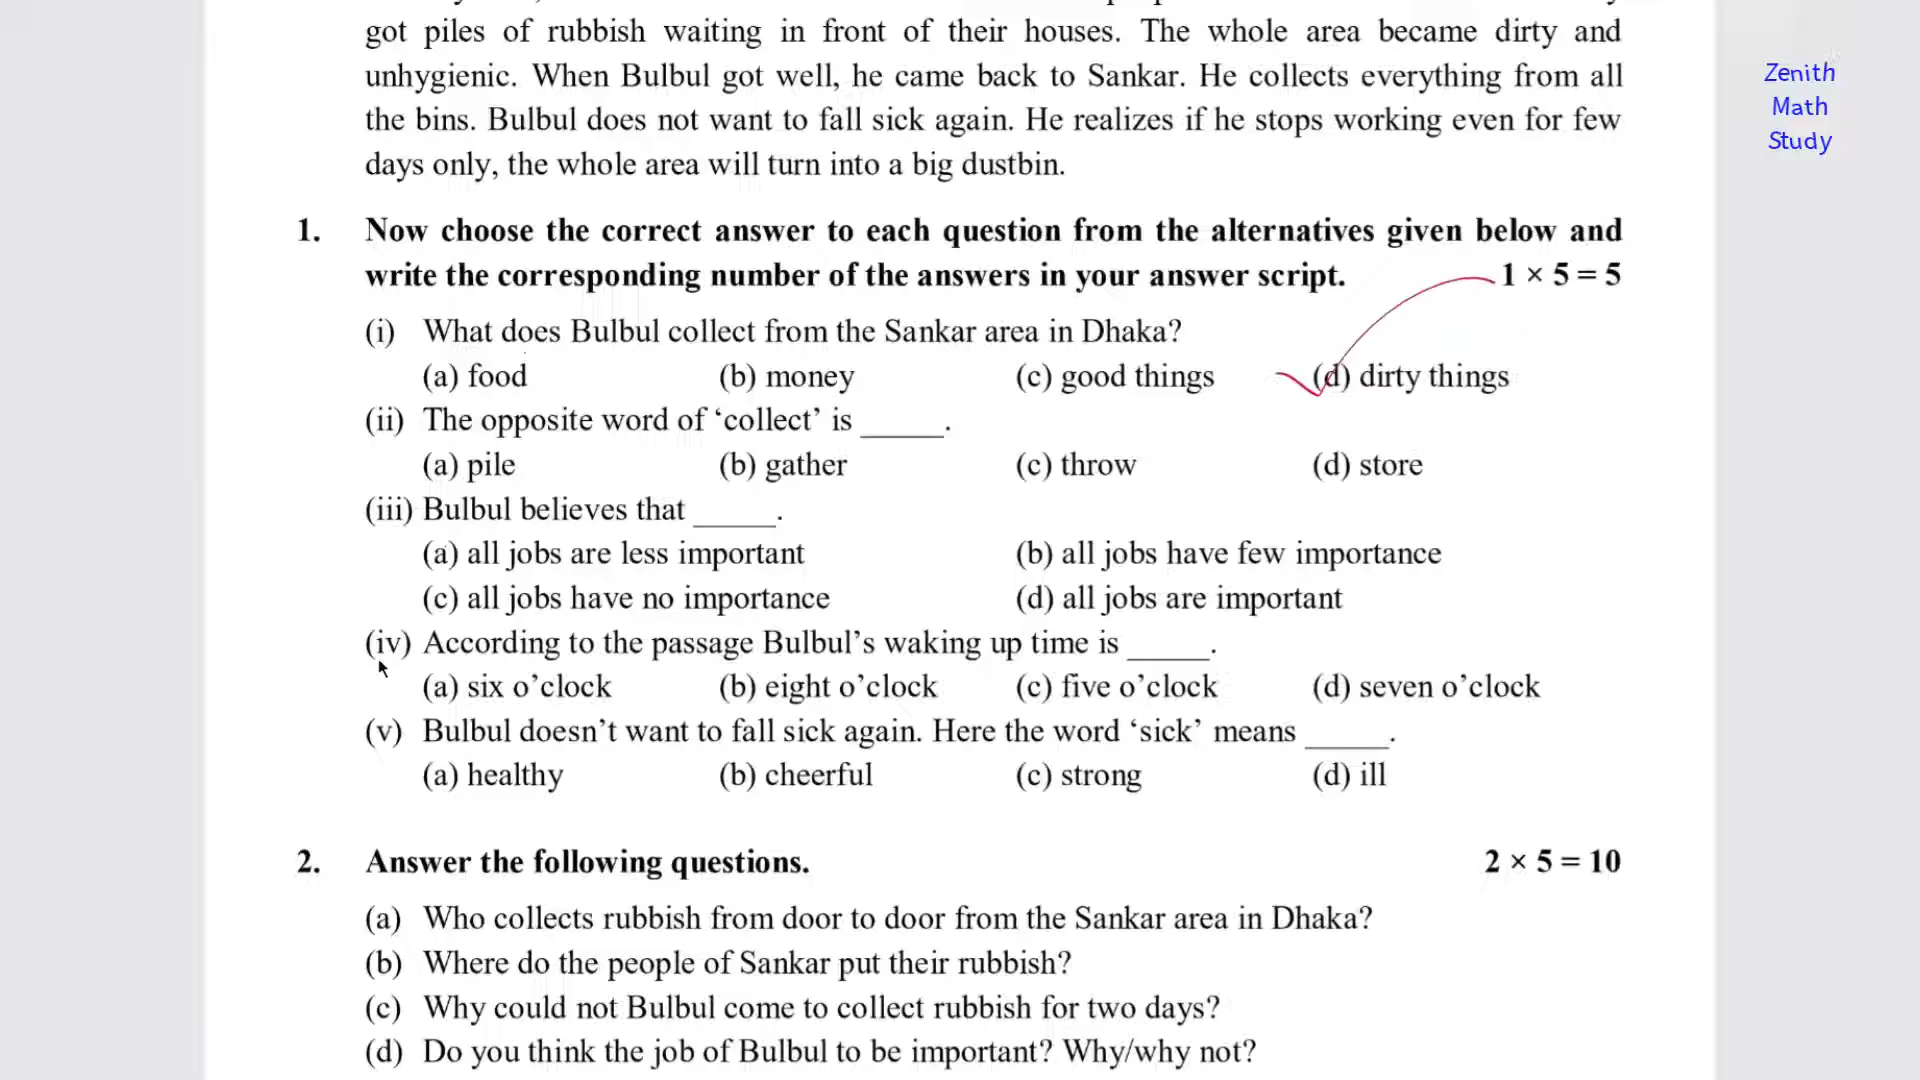 got piles of rubbish waiting in front of their houses. The whole area became dirty and
unhygienic. When Bulbul got well, he came back to Sankar. He collects everything from all
the bins. Bulbul does not want to fall sick again. He realizes if he stops working even for few
days only, the whole area will turn into a big dustbin.
Zenith
Math
Study
1. Now choose the correct answer to each question from the alternatives given below and
write the corresponding number of the answers in your answer script. 1 × 5 = 5
(i) What does Bulbul collect from the Sankar area in Dhaka?
(a) food (b) money (c) good things (d) dirty things
(ii) The opposite word of ‘collect’ is _____.
(a) pile (b) gather (c) throw (d) store
(iii) Bulbul believes that _____.
(a) all jobs are less important (b) all jobs have few importance
(c) all jobs have no importance (d) all jobs are important
(iv) According to the passage Bulbul’s waking up time is _____.
(a) six o’clock (b) eight o’clock (c) five o’clock (d) seven o’clock
(v) Bulbul doesn’t want to fall sick again. Here the word ‘sick’ means _____.
(a) healthy (b) cheerful (c) strong (d) ill
2. Answer the following questions. 2 × 5 = 10
(a) Who collects rubbish from door to door from the Sankar area in Dhaka?
(b) Where do the people of Sankar put their rubbish?
(c) Why could not Bulbul come to collect rubbish for two days?
(d) Do you think the job of Bulbul to be important? Why/why not?